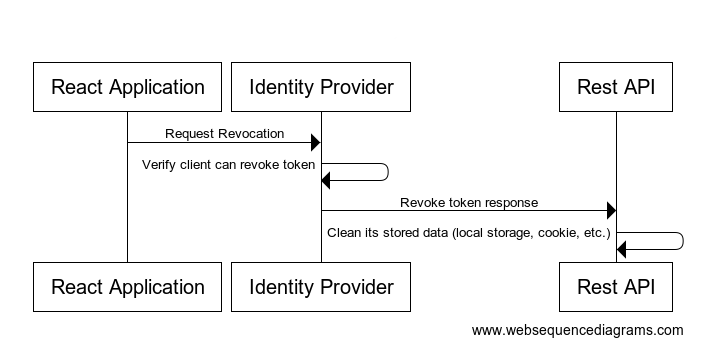 React Application
Identity Provider
Rest API
Request Revocation
Verify client can revoke token
Revoke token response
Clean its stored data (local storage, cookie, etc.)
React Application
Identity Provider
Rest API
www.websequencediagrams.com